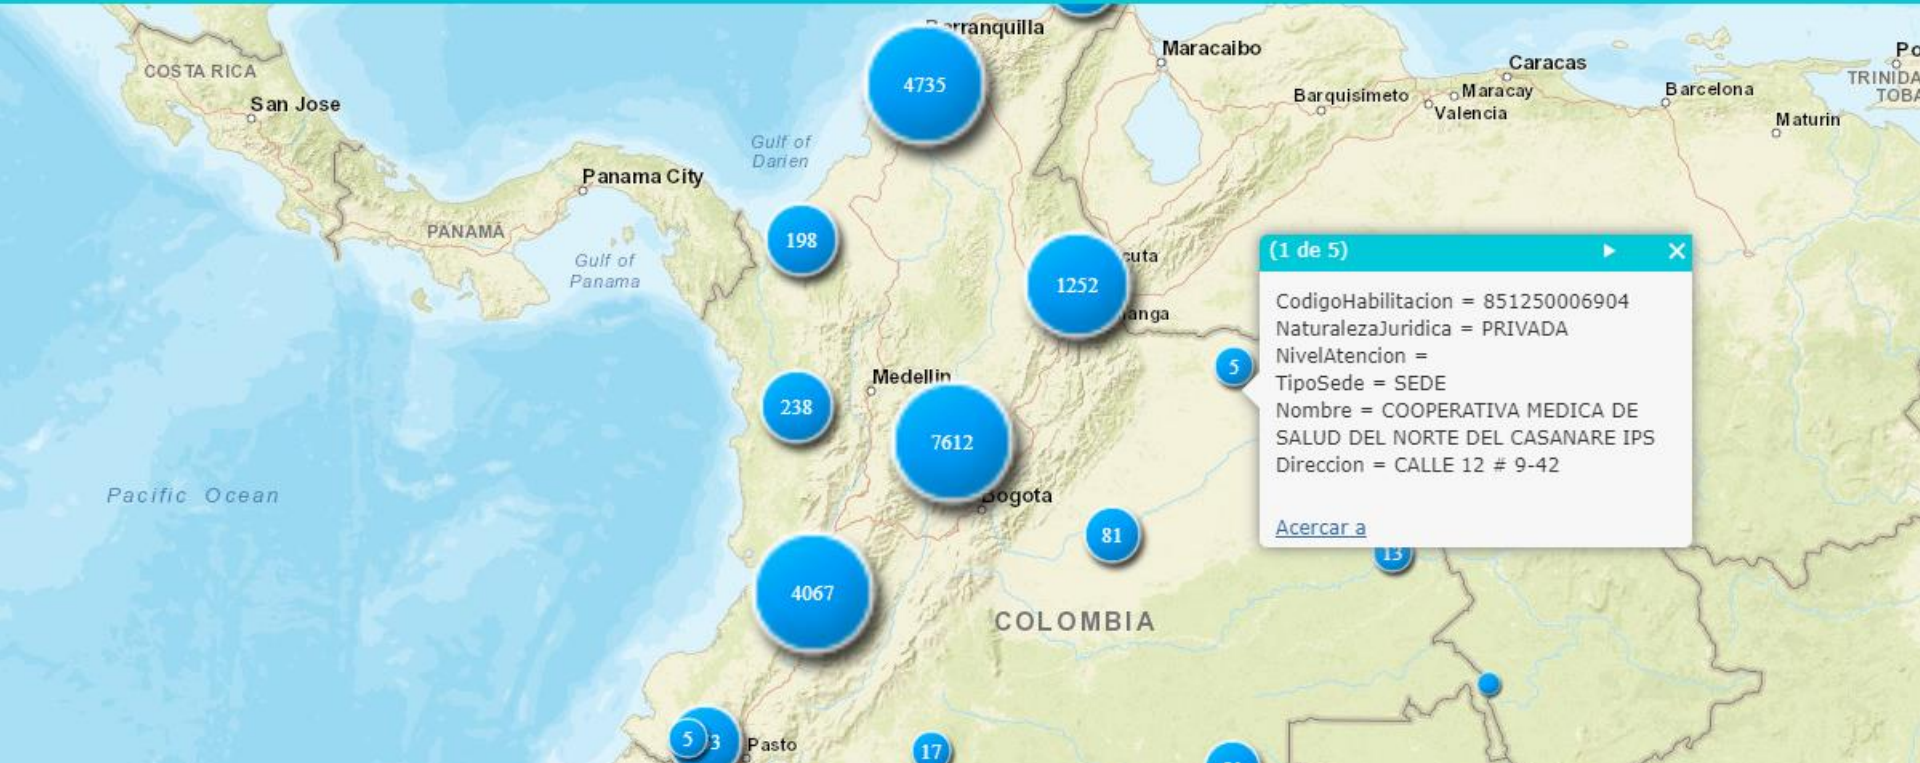 Barranquilla
Maracaibo
Caracas
COSTA RICA
4735
San Jose
Barquisimeto
Maracay
Valencia
Barcelona
Maturin
Gulf of
Darien
Panama City
PANAMÁ
198
Gulf of
Panama
1252
(1 de 5)
CodigoHabilitacion = 851250006904
NaturalezaJuridica = PRIVADA
NivelAtencion =
TipoSede = SEDE
Nombre = COOPERATIVA MEDICA DE
SALUD DEL NORTE DEL CASANARE IPS
Direccion = CALLE 12 # 9-42
Acercar a
5
Medellin
238
7612
Bogota
Pacific Ocean
81
13
4067
COLOMBIA
5
3
Pasto
17